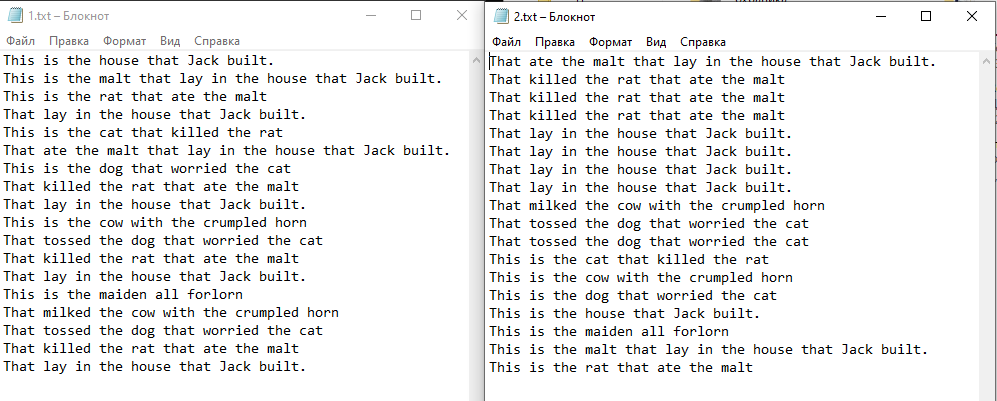 1.txt – Блокнот
Файл Правка Формат Вид Справка
This is the house that Jack built.
This is the malt that lay in the house that Jack built.
This is the rat that ate the malt
That lay in the house that Jack built.
This is the cat that killed the rat
That ate the malt that lay in the house that Jack built.
This is the dog that worried the cat
That killed the rat that ate the malt
That lay in the house that Jack built.
This is the cow with the crumpled horn
That tossed the dog that worried the cat
That killed the rat that ate the malt
That lay in the house that Jack built.
This is the maiden all forlorn
That milked the cow with the crumpled horn
That tossed the dog that worried the cat
That killed the rat that ate the malt
That lay in the house that Jack built.
2.txt – Блокнот
Файл Правка Формат Вид Справка
That ate the malt that lay in the house that Jack built.
That killed the rat that ate the malt
That killed the rat that ate the malt
That killed the rat that ate the malt
That lay in the house that Jack built.
That lay in the house that Jack built.
That lay in the house that Jack built.
That lay in the house that Jack built.
That milked the cow with the crumpled horn
That tossed the dog that worried the cat
That tossed the dog that worried the cat
This is the cat that killed the rat
This is the cow with the crumpled horn
This is the dog that worried the cat
This is the house that Jack built.
This is the maiden all forlorn
This is the malt that lay in the house that Jack built.
This is the rat that ate the malt